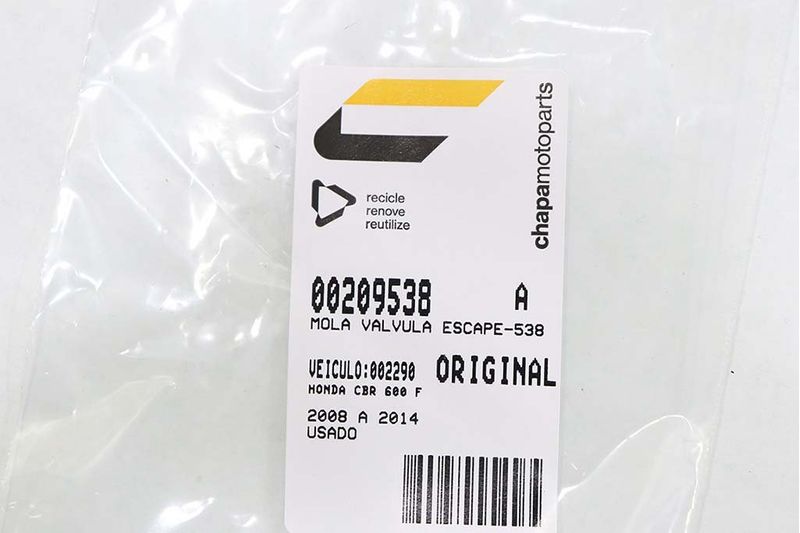 chapamotoparts
recicle
renove
reutilize
00209538 A
MOLA VALVULA ESCAPE-538
VEICULO:002290 ORIGINAL
HONDA CBR 600 F
2008 A 2014
USADO